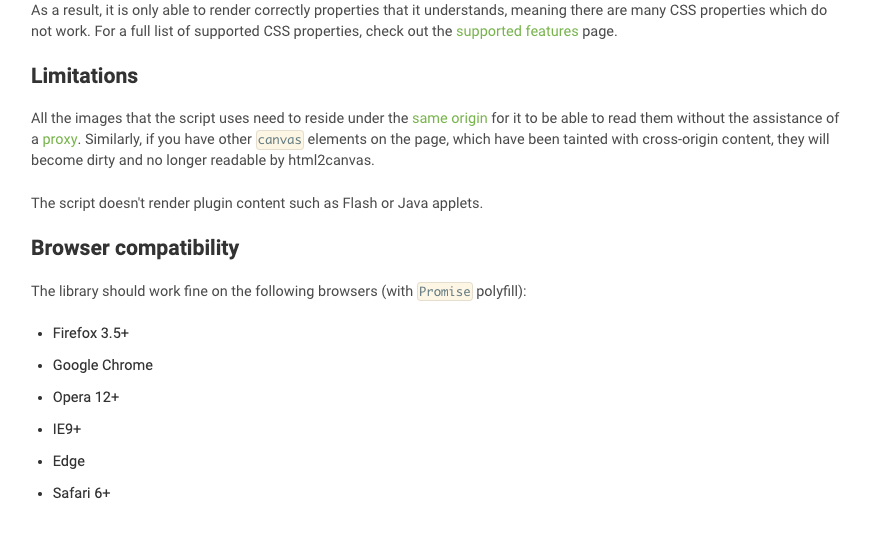 As a result, it is only able to render correctly properties that it understands, meaning there are many CSS properties which do
not work. For a full list of supported CSS properties, check out the supported features page.
Limitations
All the images that the script uses need to reside under the same origin for it to be able to read them without the assistance of
a proxy. Similarly, if you have other canvas elements on the page, which have been tainted with cross-origin content, they will
become dirty and no longer readable by html2canvas.
The script doesn't render plugin content such as Flash or Java applets.
Browser compatibility
The library should work fine on the following browsers (with Promise polyfill):
• Firefox 3.5+
• Google Chrome
• Opera 12+
• IE9+
• Edge
• Safari 6+